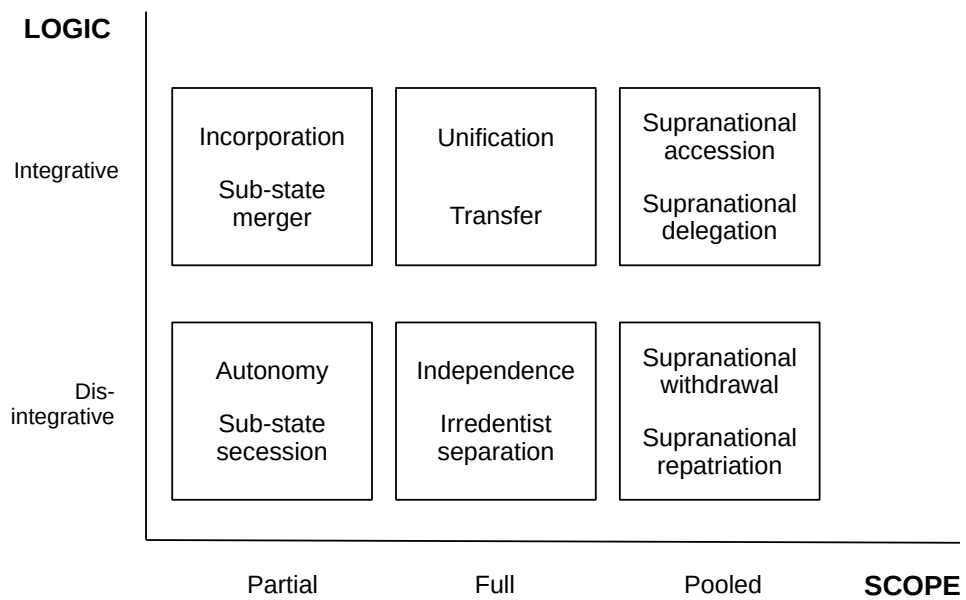 LOGIC
Integrative
Incorporation
Sub-state
merger
Unification
Transfer
Supranational
accession
Supranational
delegation
Dis-
integrative
Autonomy
Sub-state
secession
Independence
Irredentist
separation
Supranational
withdrawal
Supranational
repatriation
Partial
Full
Pooled
SCOPE